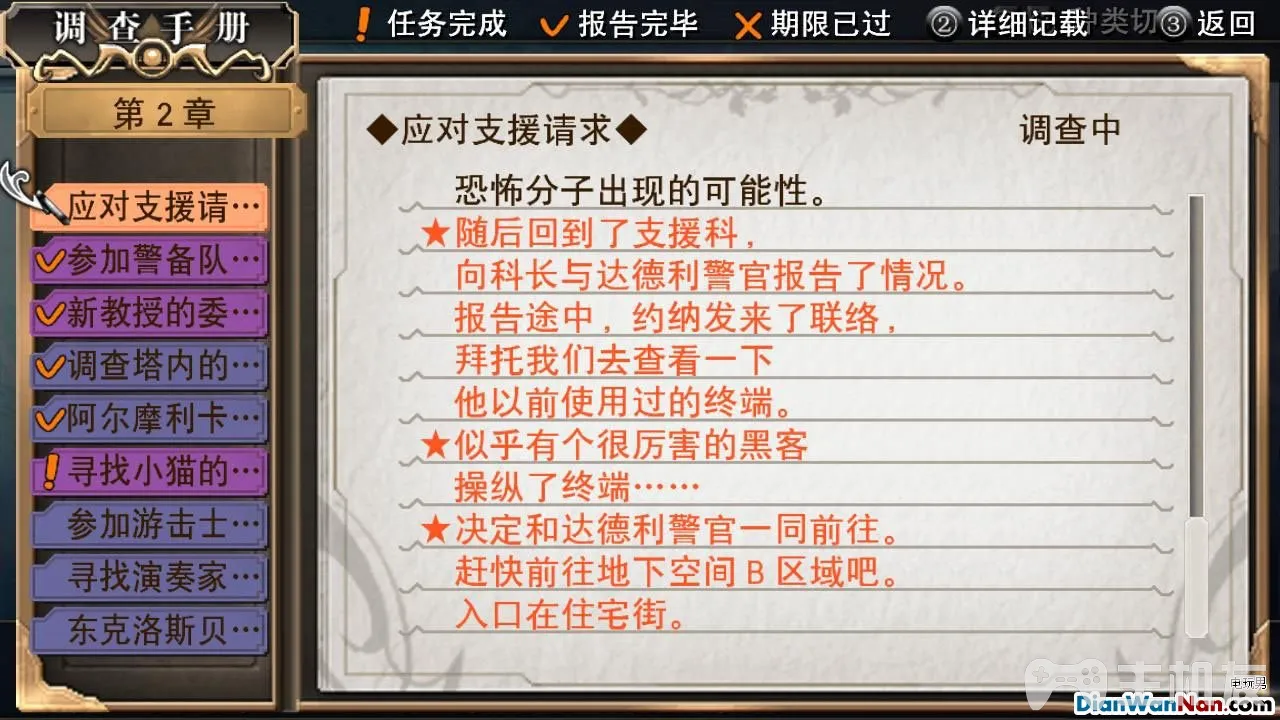 调查手册
! 任务完成 ✓ 报告完毕 ✕ 期限已过 ② 详细记载 种类切 ③ 返回
第2章
应对支援请…
✓参加警备队…
✓新教授的委…
✓调查塔内的…
✓阿尔摩利卡…
!寻找小猫的…
参加游击士…
寻找演奏家…
东克洛斯贝…
◆应对支援请求◆ 调查中
恐怖分子出现的可能性。
★随后回到了支援科，
向科长与达德利警官报告了情况。
报告途中，约纳发来了联络，
拜托我们去查看一下
他以前使用过的终端。
★似乎有个很厉害的黑客
操纵了终端……
★决定和达德利警官一同前往。
赶快前往地下空间B区域吧。
入口在住宅街。
电玩男
DianWanNan.com